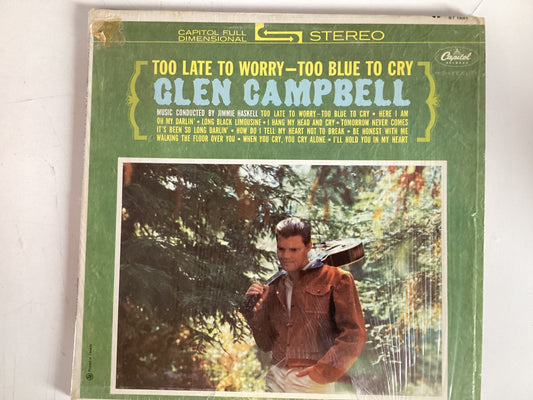 CAPITOL FULL DIMENSIONAL STEREO
Capitol
RECORDS
TOO LATE TO WORRY—TOO BLUE TO CRY
GLEN CAMPBELL
MUSIC CONDUCTED BY JIMMIE HASKELL TOO LATE TO WORRY—TOO BLUE TO CRY • HERE I AM
OH MY DARLIN' • LONG BLACK LIMOUSINE • I HANG MY HEAD AND CRY • TOMORROW NEVER COMES
IT'S BEEN SO LONG DARLIN' • HOW DO I TELL MY HEART NOT TO BREAK • BE HONEST WITH ME
WALKING THE FLOOR OVER YOU • WHEN YOU CRY, YOU CRY ALONE • I'LL HOLD YOU IN MY HEART